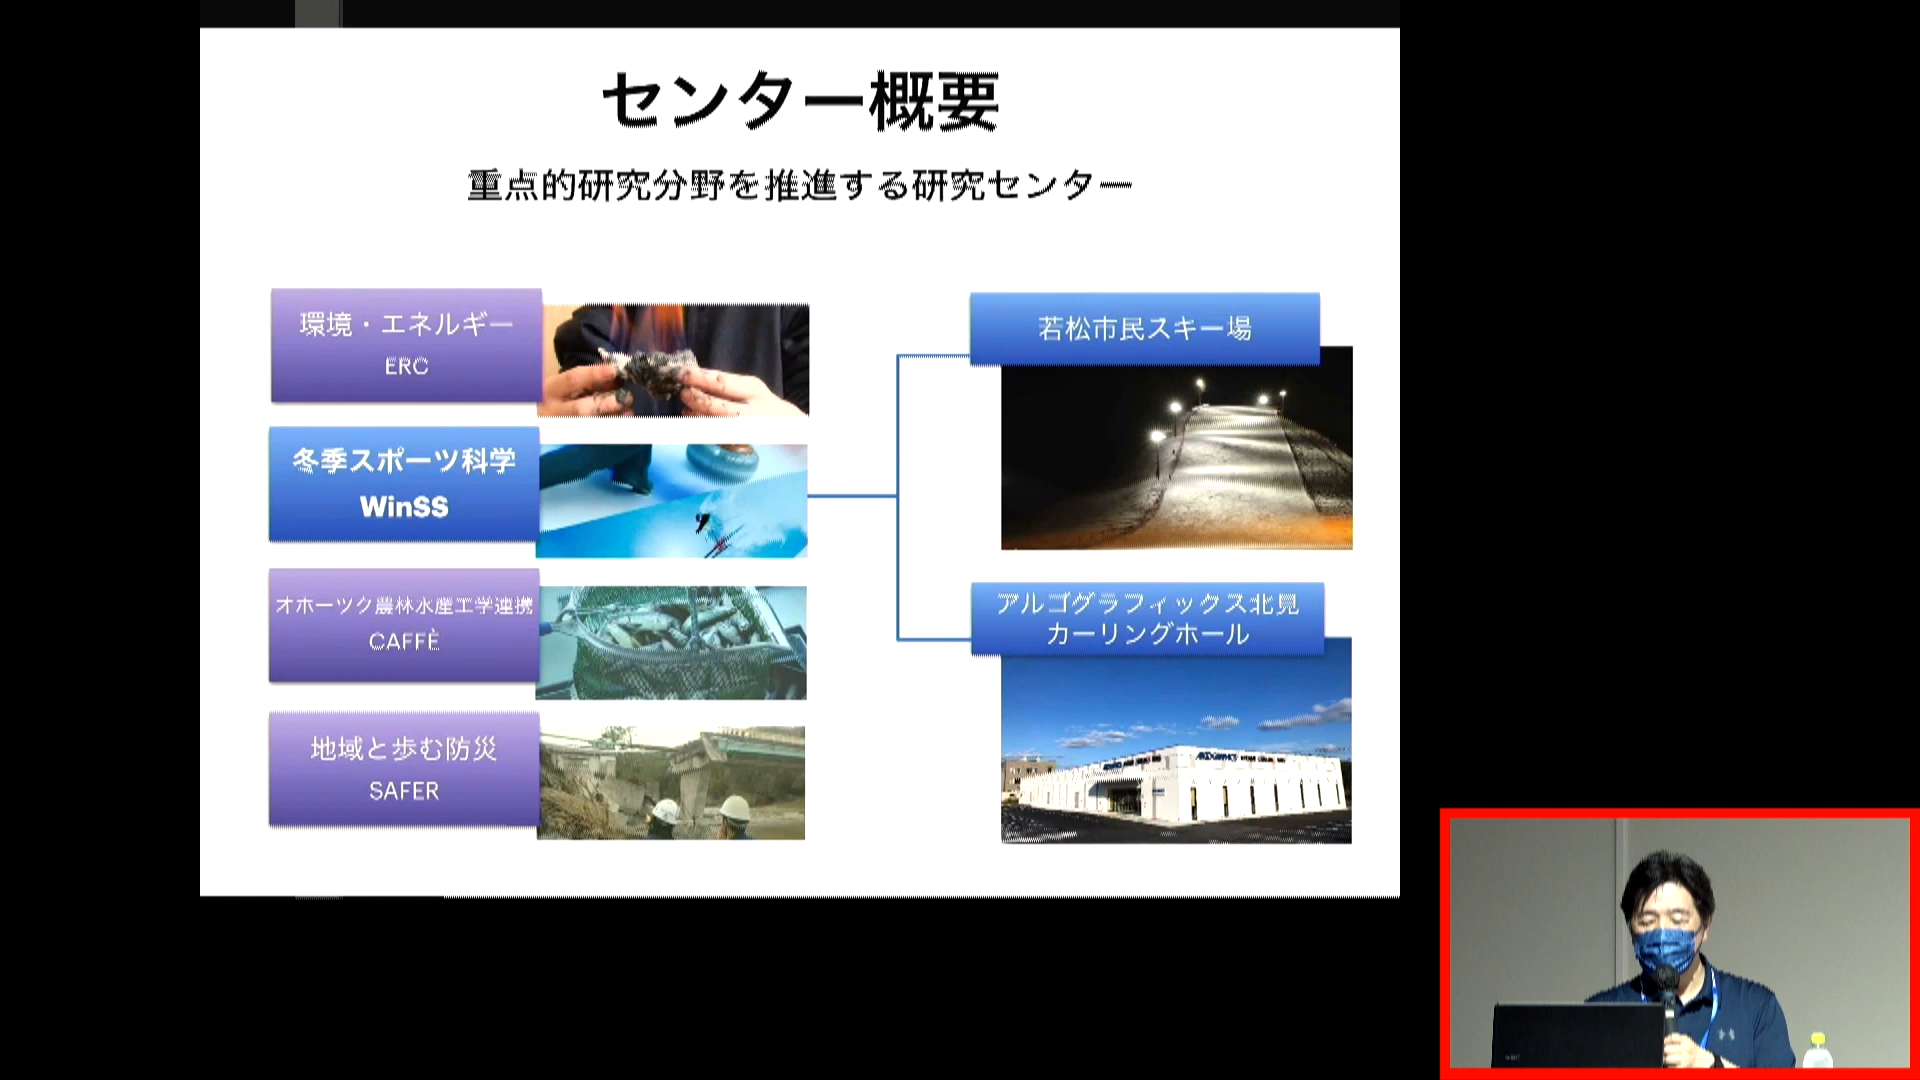 センター概要
重点的研究分野を推進する研究センター
環境・エネルギー
ERC
冬季スポーツ科学
WinSS
オホーツク農林水産工学連携
CAFFÈ
地域と歩む防災
SAFER
若松市民スキー場
アルゴグラフィックス北見
カーリングホール